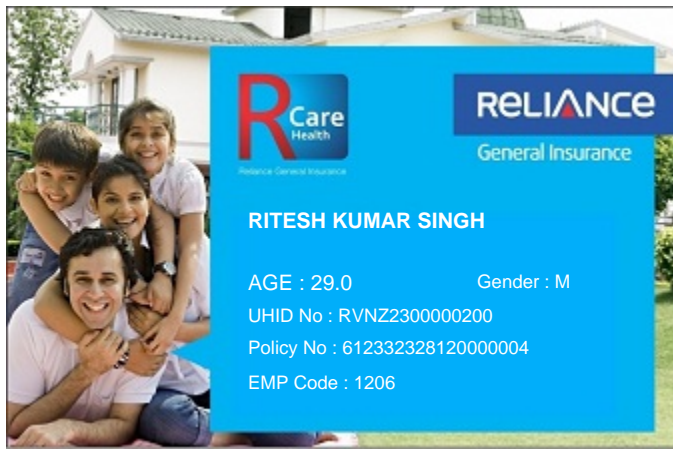 R Care
Health
Reliance General Insurance
RELIANCE
General Insurance
RITESH KUMAR SINGH
AGE : 29.0 Gender : M
UHID No : RVNZ2300000200
Policy No : 612332328120000004
EMP Code : 1206